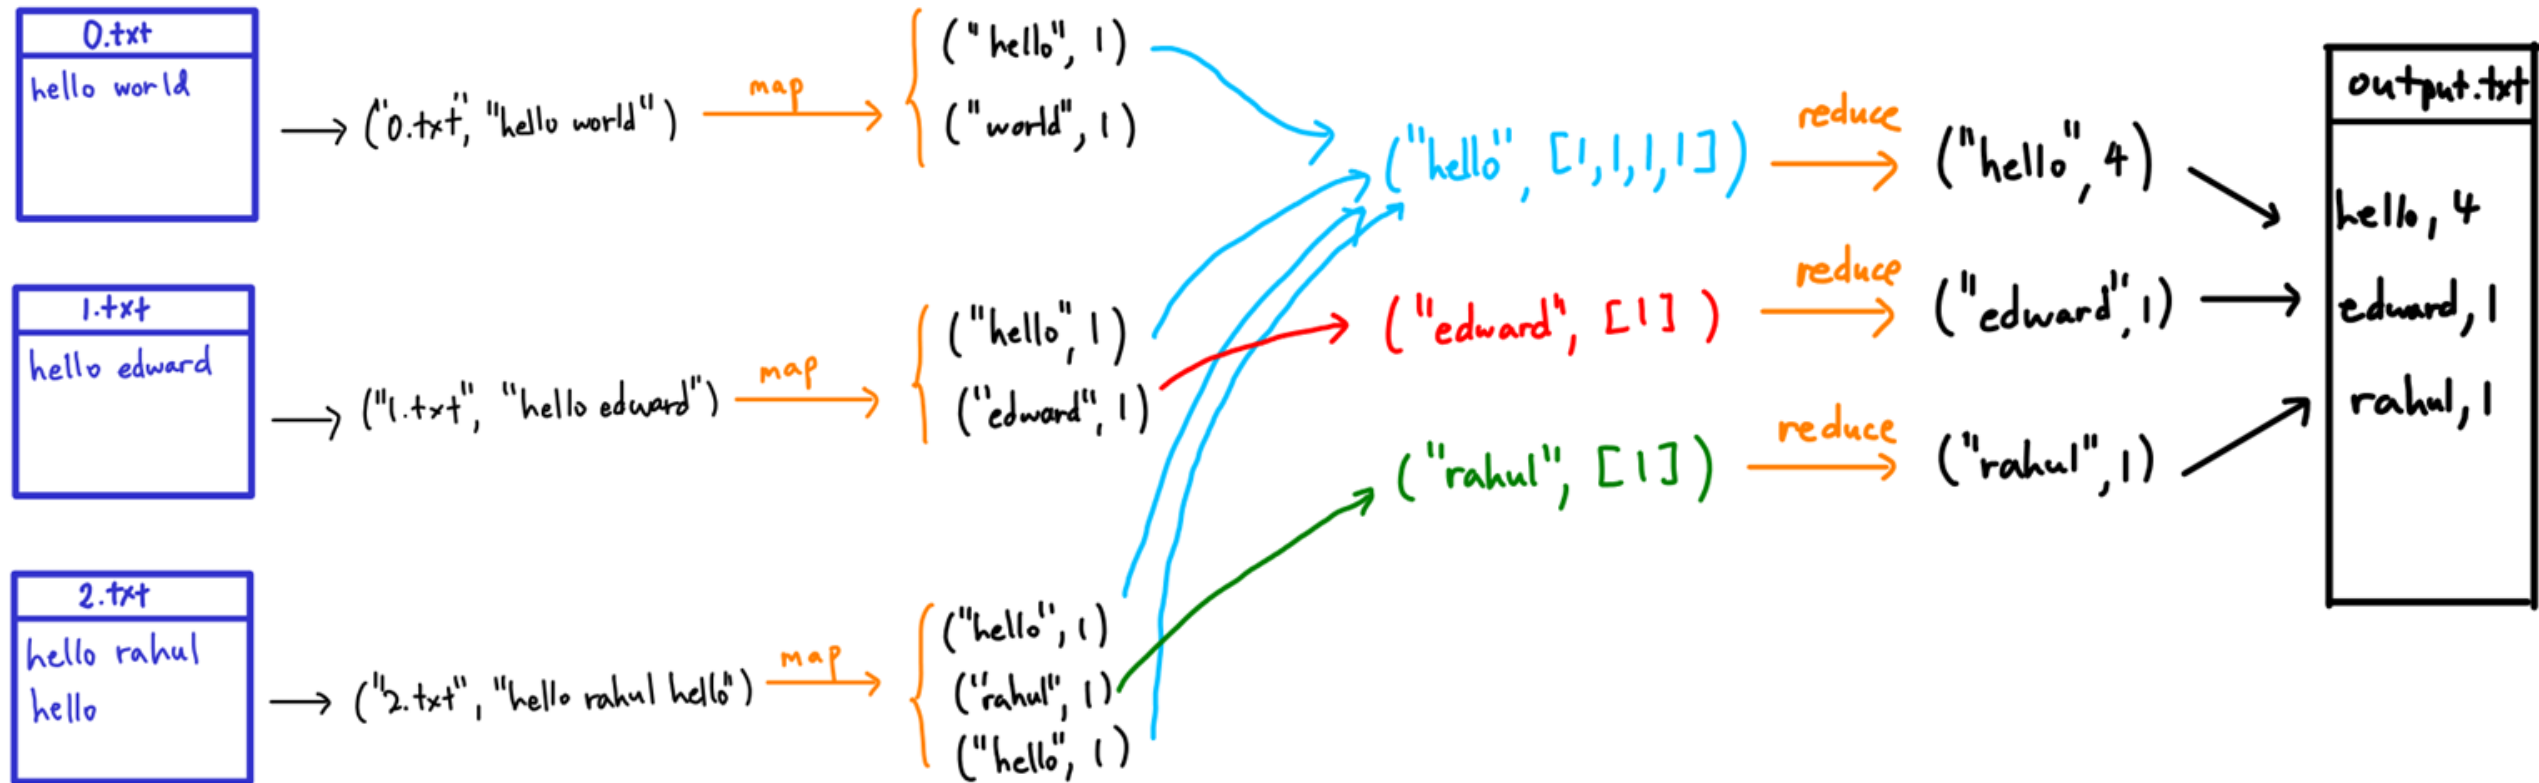 0.txt
hello world
("0.txt", "hello world")
map
("hello", 1)
("world", 1)
1.txt
hello edward
("1.txt", "hello edward")
map
("hello", 1)
("edward", 1)
2.txt
hello rahul
hello
("2.txt", "hello rahul hello")
map
("hello", 1)
("rahul", 1)
("hello", 1)
("hello", [1,1,1,1])
reduce
("hello", 4)
("edward", [1])
reduce
("edward", 1)
("rahul", [1])
reduce
("rahul", 1)
output.txt
hello, 4
edward, 1
rahul, 1